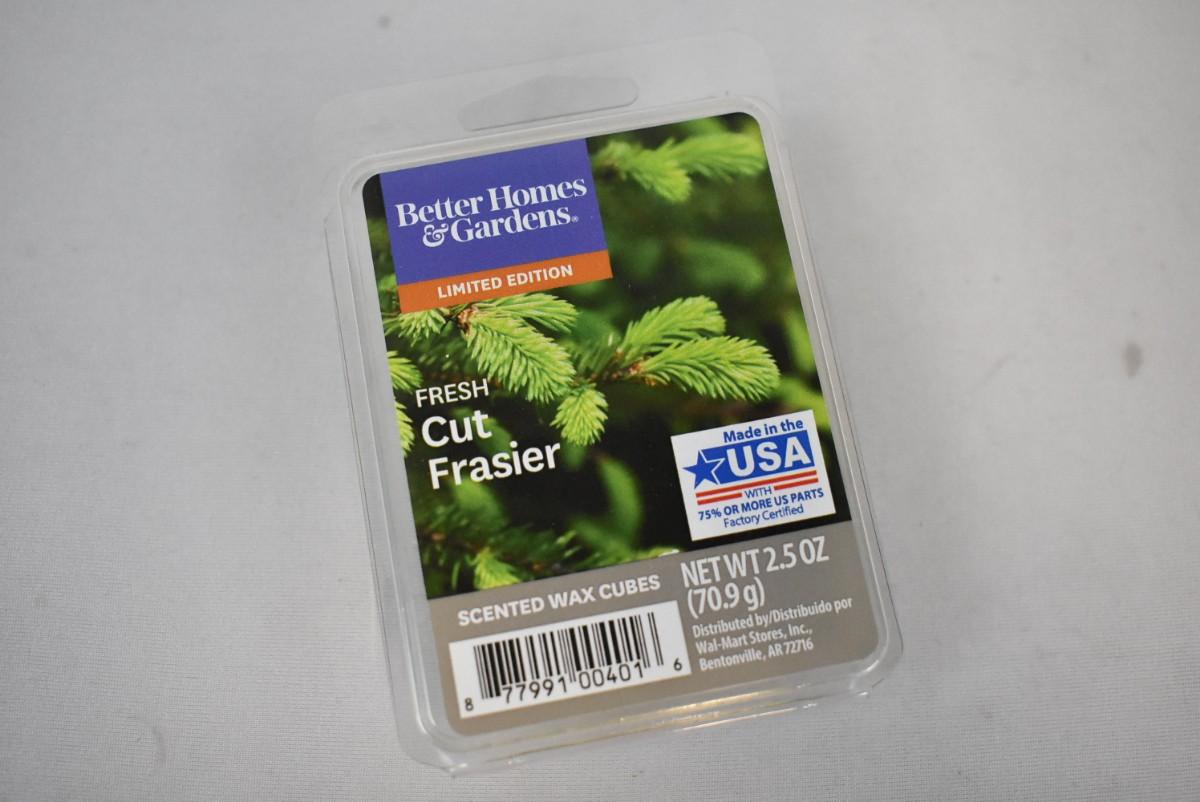 Better Homes
& Gardens®
LIMITED EDITION
FRESH
Cut
Frasier
Made in the
USA
WITH
75% OR MORE US PARTS
Factory Certified
SCENTED WAX CUBES
NET WT 2.5 OZ
(70.9 g)
Distributed by/Distribuido por
Wal-Mart Stores, Inc.,
Bentonville, AR 72716
8 77991 00401 6